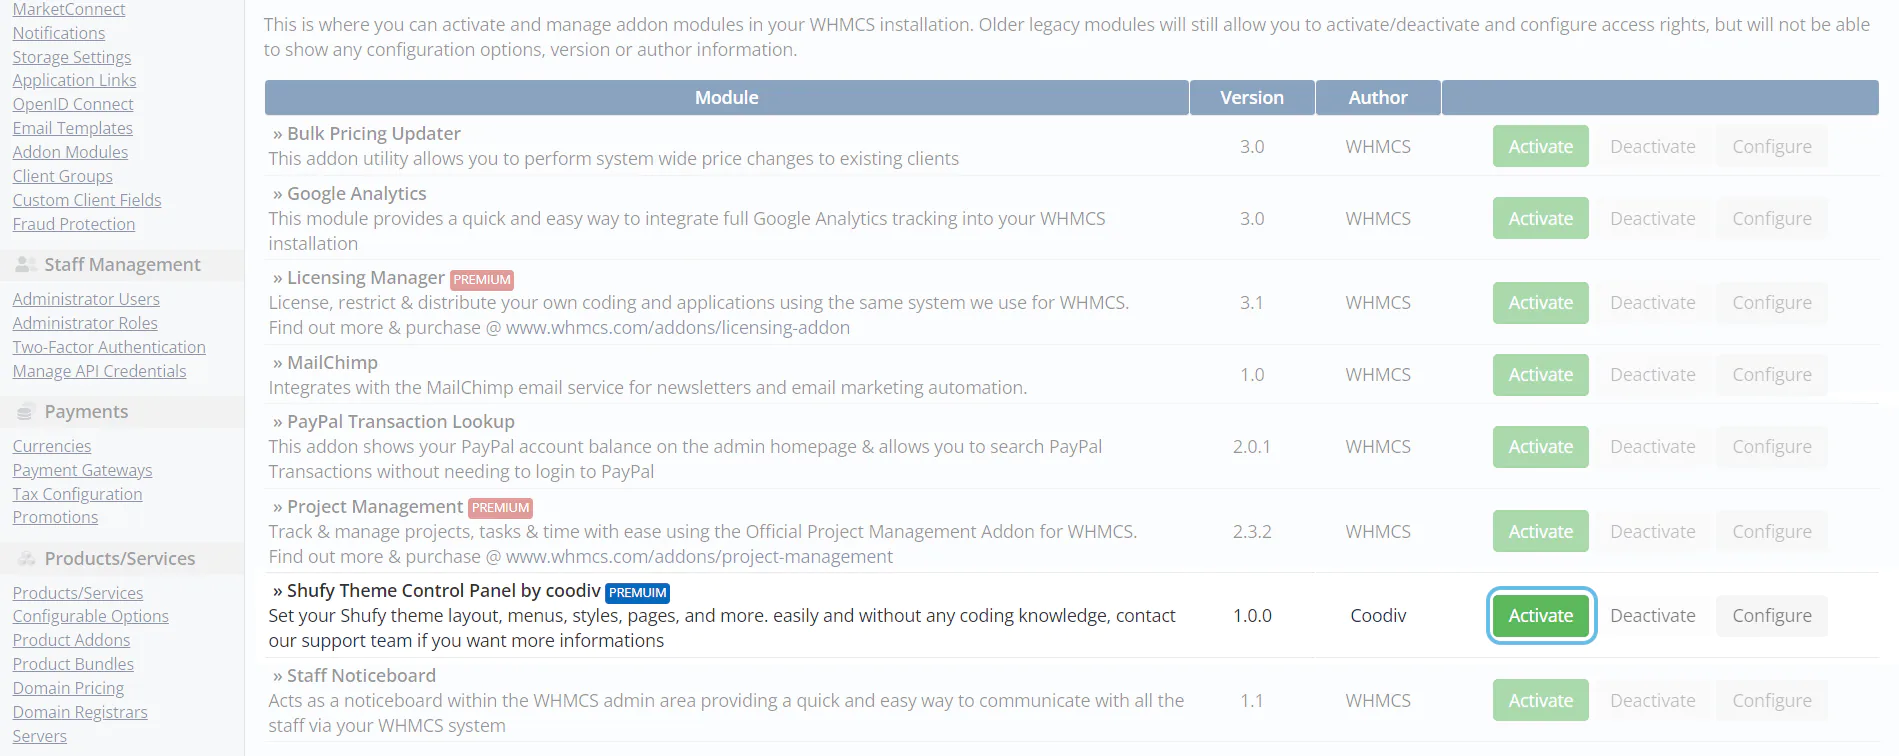 MarketConnect
Notifications
Storage Settings
Application Links
OpenID Connect
Email Templates
Addon Modules
Client Groups
Custom Client Fields
Fraud Protection
Staff Management
Administrator Users
Administrator Roles
Two-Factor Authentication
Manage API Credentials
Payments
Currencies
Payment Gateways
Tax Configuration
Promotions
Products/Services
Products/Services
Configurable Options
Product Addons
Product Bundles
Domain Pricing
Domain Registrars
Servers
This is where you can activate and manage addon modules in your WHMCS installation. Older legacy modules will still allow you to activate/deactivate and configure access rights, but will not be able
to show any configuration options, version or author information.
Module Version Author
» Bulk Pricing Updater
This addon utility allows you to perform system wide price changes to existing clients
3.0 WHMCS Activate Deactivate Configure
» Google Analytics
This module provides a quick and easy way to integrate full Google Analytics tracking into your WHMCS
installation
3.0 WHMCS Activate Deactivate Configure
» Licensing Manager PREMIUM
License, restrict & distribute your own coding and applications using the same system we use for WHMCS.
Find out more & purchase @ www.whmcs.com/addons/licensing-addon
3.1 WHMCS Activate Deactivate Configure
» MailChimp
Integrates with the MailChimp email service for newsletters and email marketing automation.
1.0 WHMCS Activate Deactivate Configure
» PayPal Transaction Lookup
This addon shows your PayPal account balance on the admin homepage & allows you to search PayPal
Transactions without needing to login to PayPal
2.0.1 WHMCS Activate Deactivate Configure
» Project Management PREMIUM
Track & manage projects, tasks & time with ease using the Official Project Management Addon for WHMCS.
Find out more & purchase @ www.whmcs.com/addons/project-management
2.3.2 WHMCS Activate Deactivate Configure
» Shufy Theme Control Panel by coodiv PREMUIM
Set your Shufy theme layout, menus, styles, pages, and more. easily and without any coding knowledge, contact
our support team if you want more informations
1.0.0 Coodiv Activate Deactivate Configure
» Staff Noticeboard
Acts as a noticeboard within the WHMCS admin area providing a quick and easy way to communicate with all the
staff via your WHMCS system
1.1 WHMCS Activate Deactivate Configure